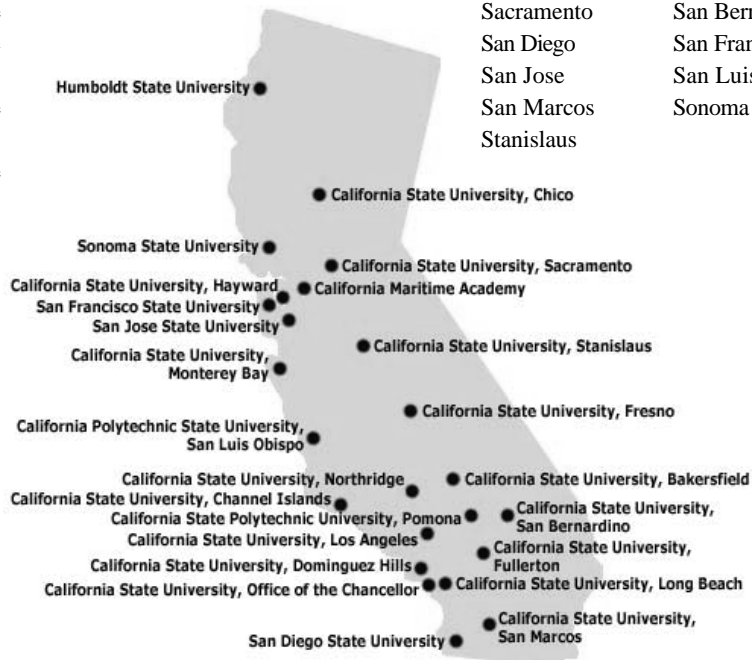 Sacramento San
San Diego San
San Jose San
San Marcos Sonoma
Stanislaus
Humboldt State University
California State University, Chico
Sonoma State University
California State University, Sacramento
California State University, Hayward
California Maritime Academy
San Francisco State University
San Jose State University
California State University, Stanislaus
California State University,
Monterey Bay
California State University, Fresno
California Polytechnic State University,
San Luis Obispo
California State University, Northridge
California State University, Bakersfield
California State University, Channel Islands
California State Polytechnic University, Pomona
California State University,
San Bernardino
California State University, Los Angeles
California State University,
Fullerton
California State University, Dominguez Hills
California State University, Office of the Chancellor
California State University, Long Beach
California State University,
San Marcos
San Diego State University